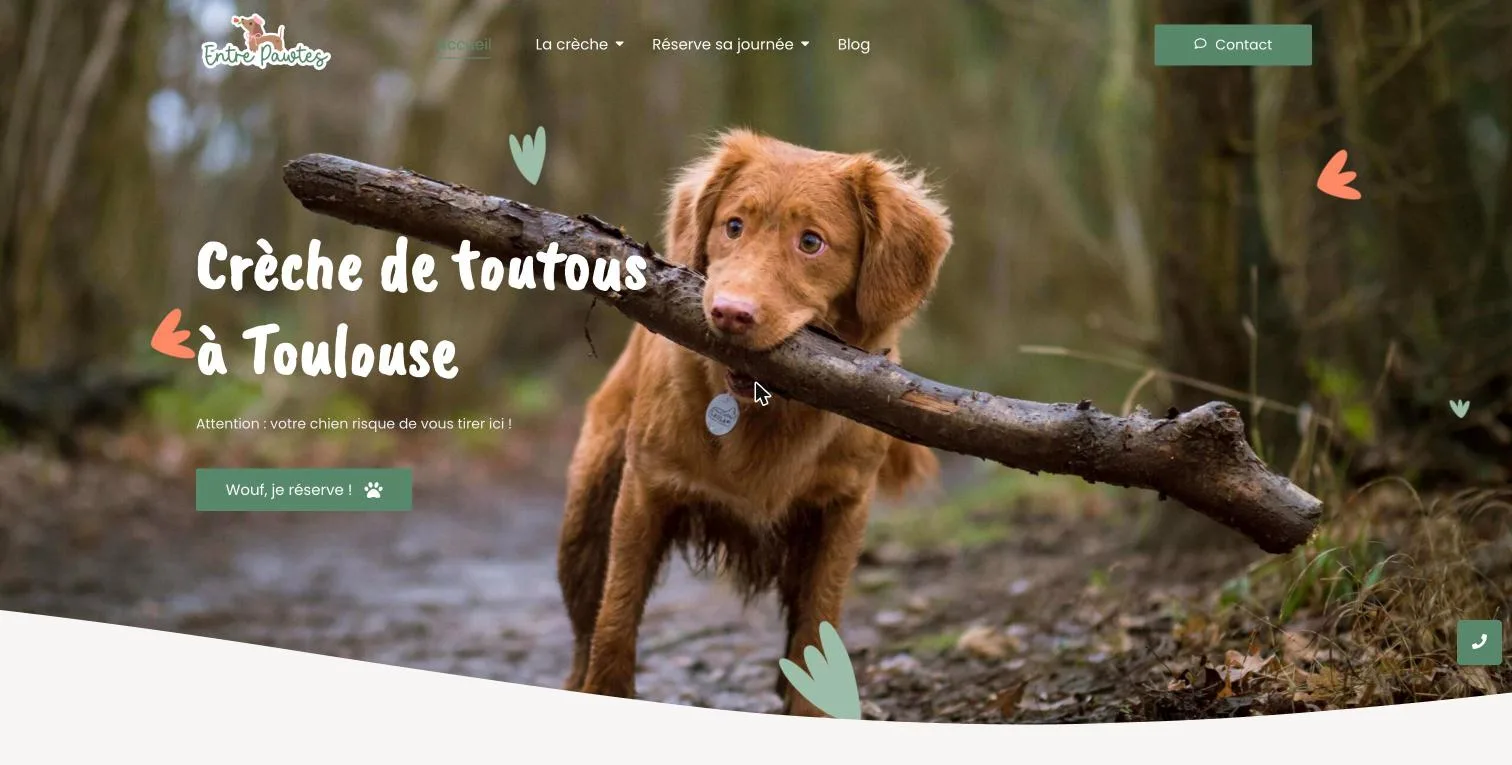 Entre Pawtes
Accueil
La crèche
Réserve sa journée
Blog
Contact
Crèche de toutous
à Toulouse
Attention : votre chien risque de vous tirer ici !
Wouf, je réserve !